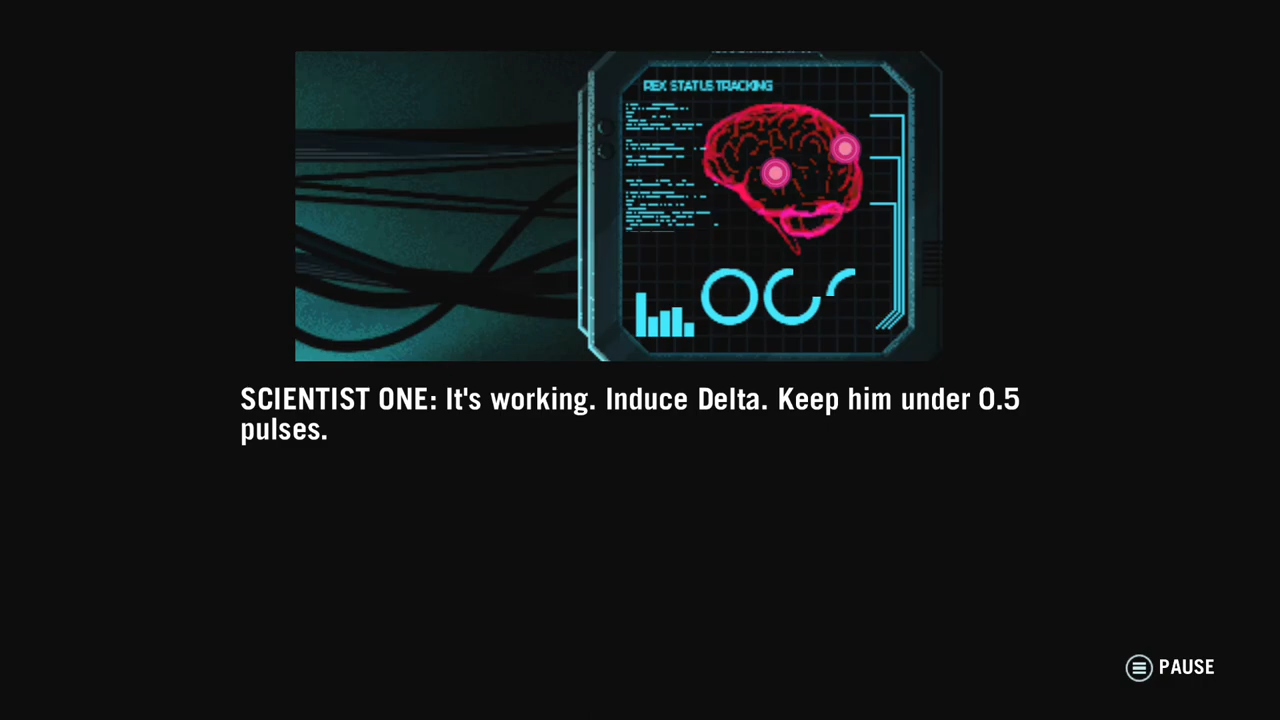 REX STATUS TRACKING
SCIENTIST ONE: It's working. Induce Delta. Keep him under 0.5
pulses.
PAUSE